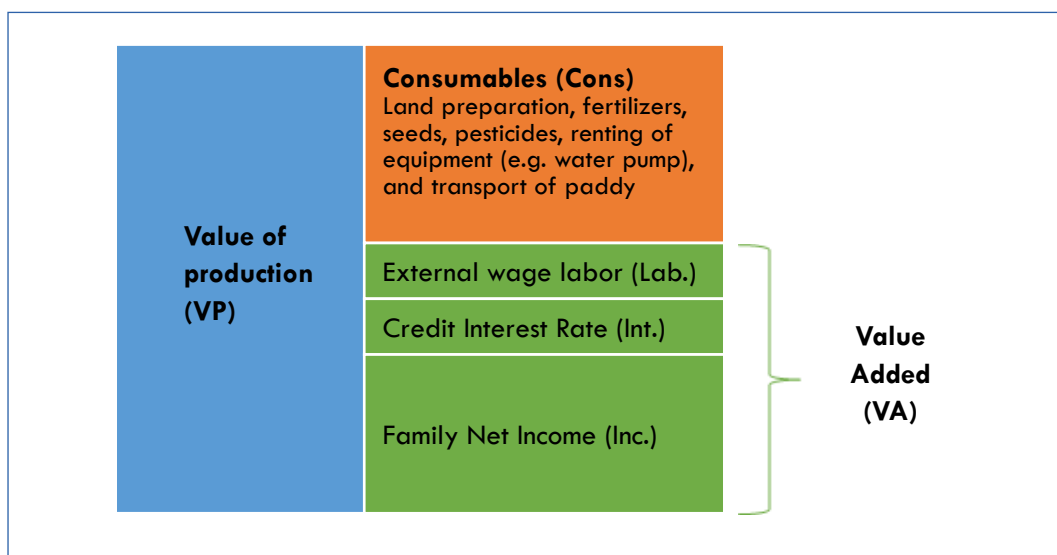 Consumables (Cons)
Land preparation, fertilizers,
seeds, pesticides, renting of
equipment (e.g. water pump),
and transport of paddy
Value of
production
(VP)
External wage labor (Lab.)
Credit Interest Rate (Int.)
Family Net Income (Inc.)
Value
Added
(VA)